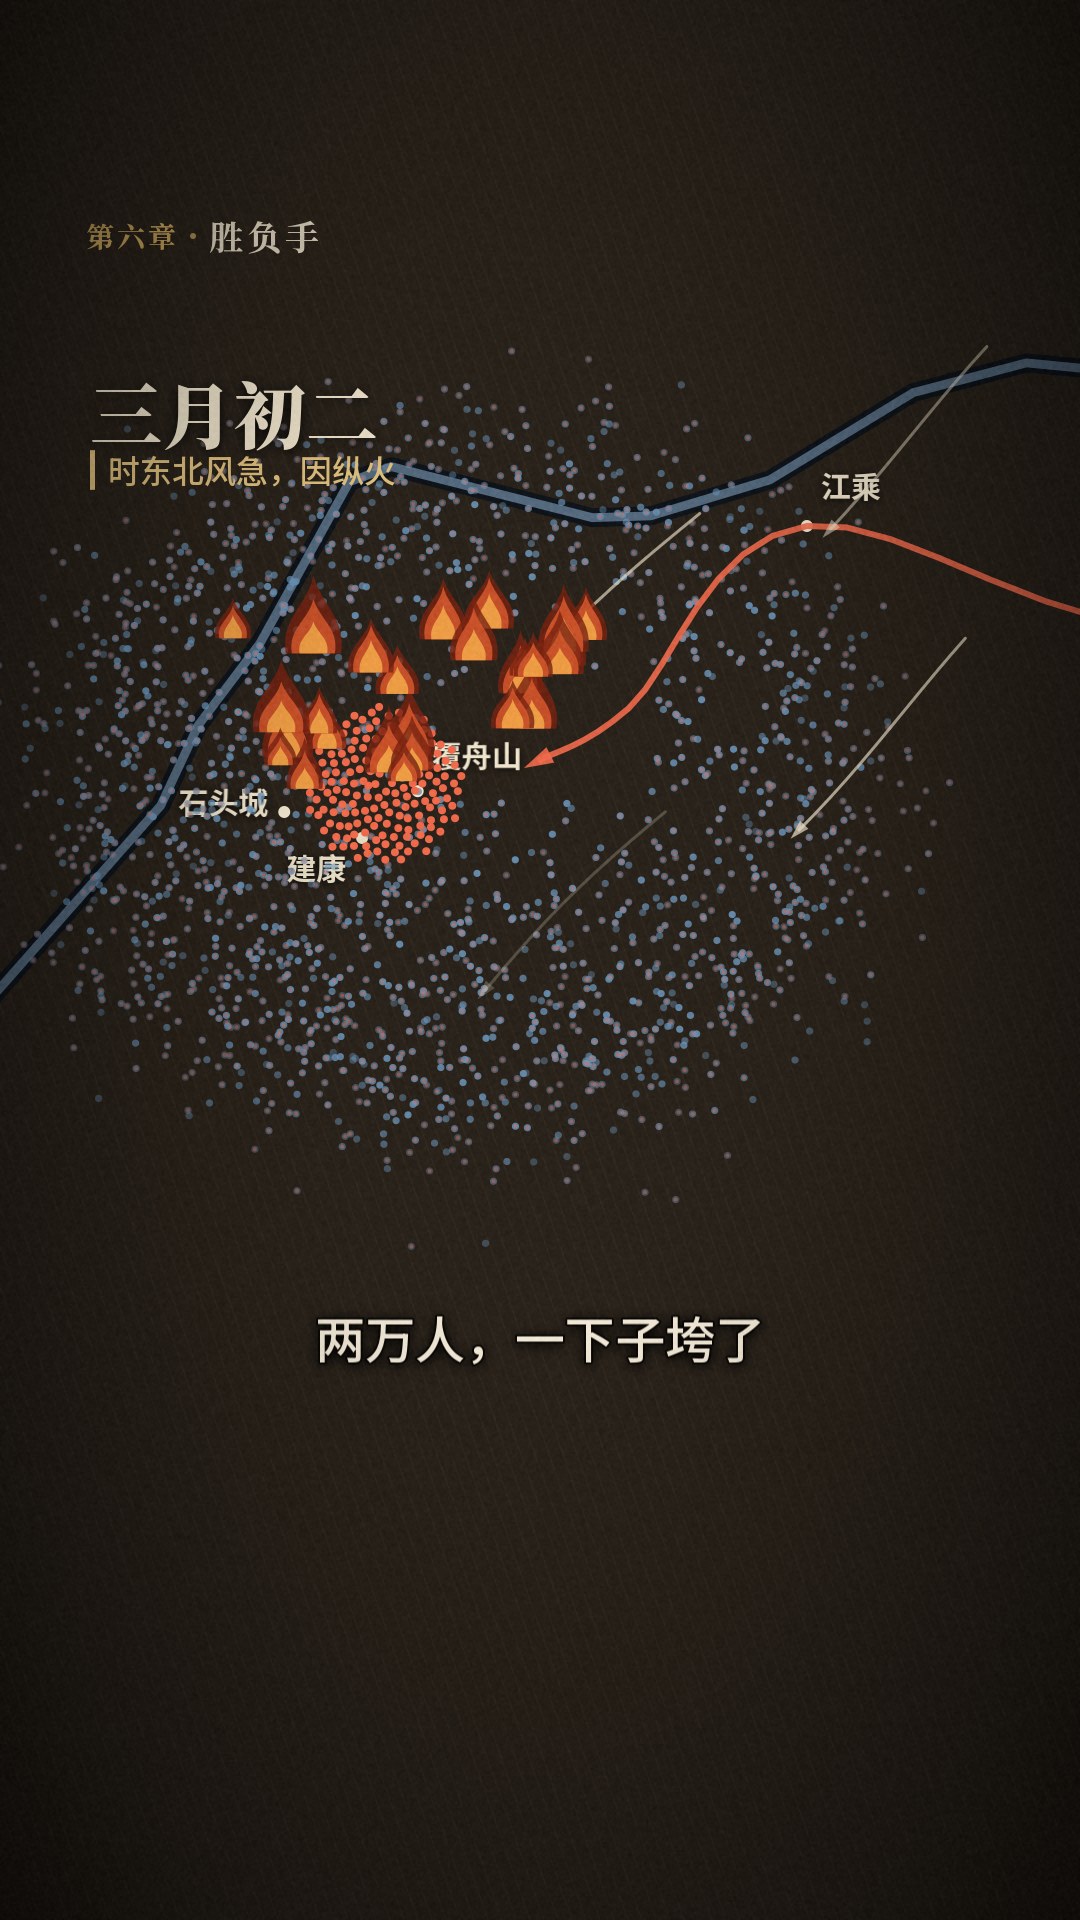 第六章·胜负手
三月初二
时东北风急，因纵火
江乘
覆舟山
石头城
建康
两万人，一下子垮了